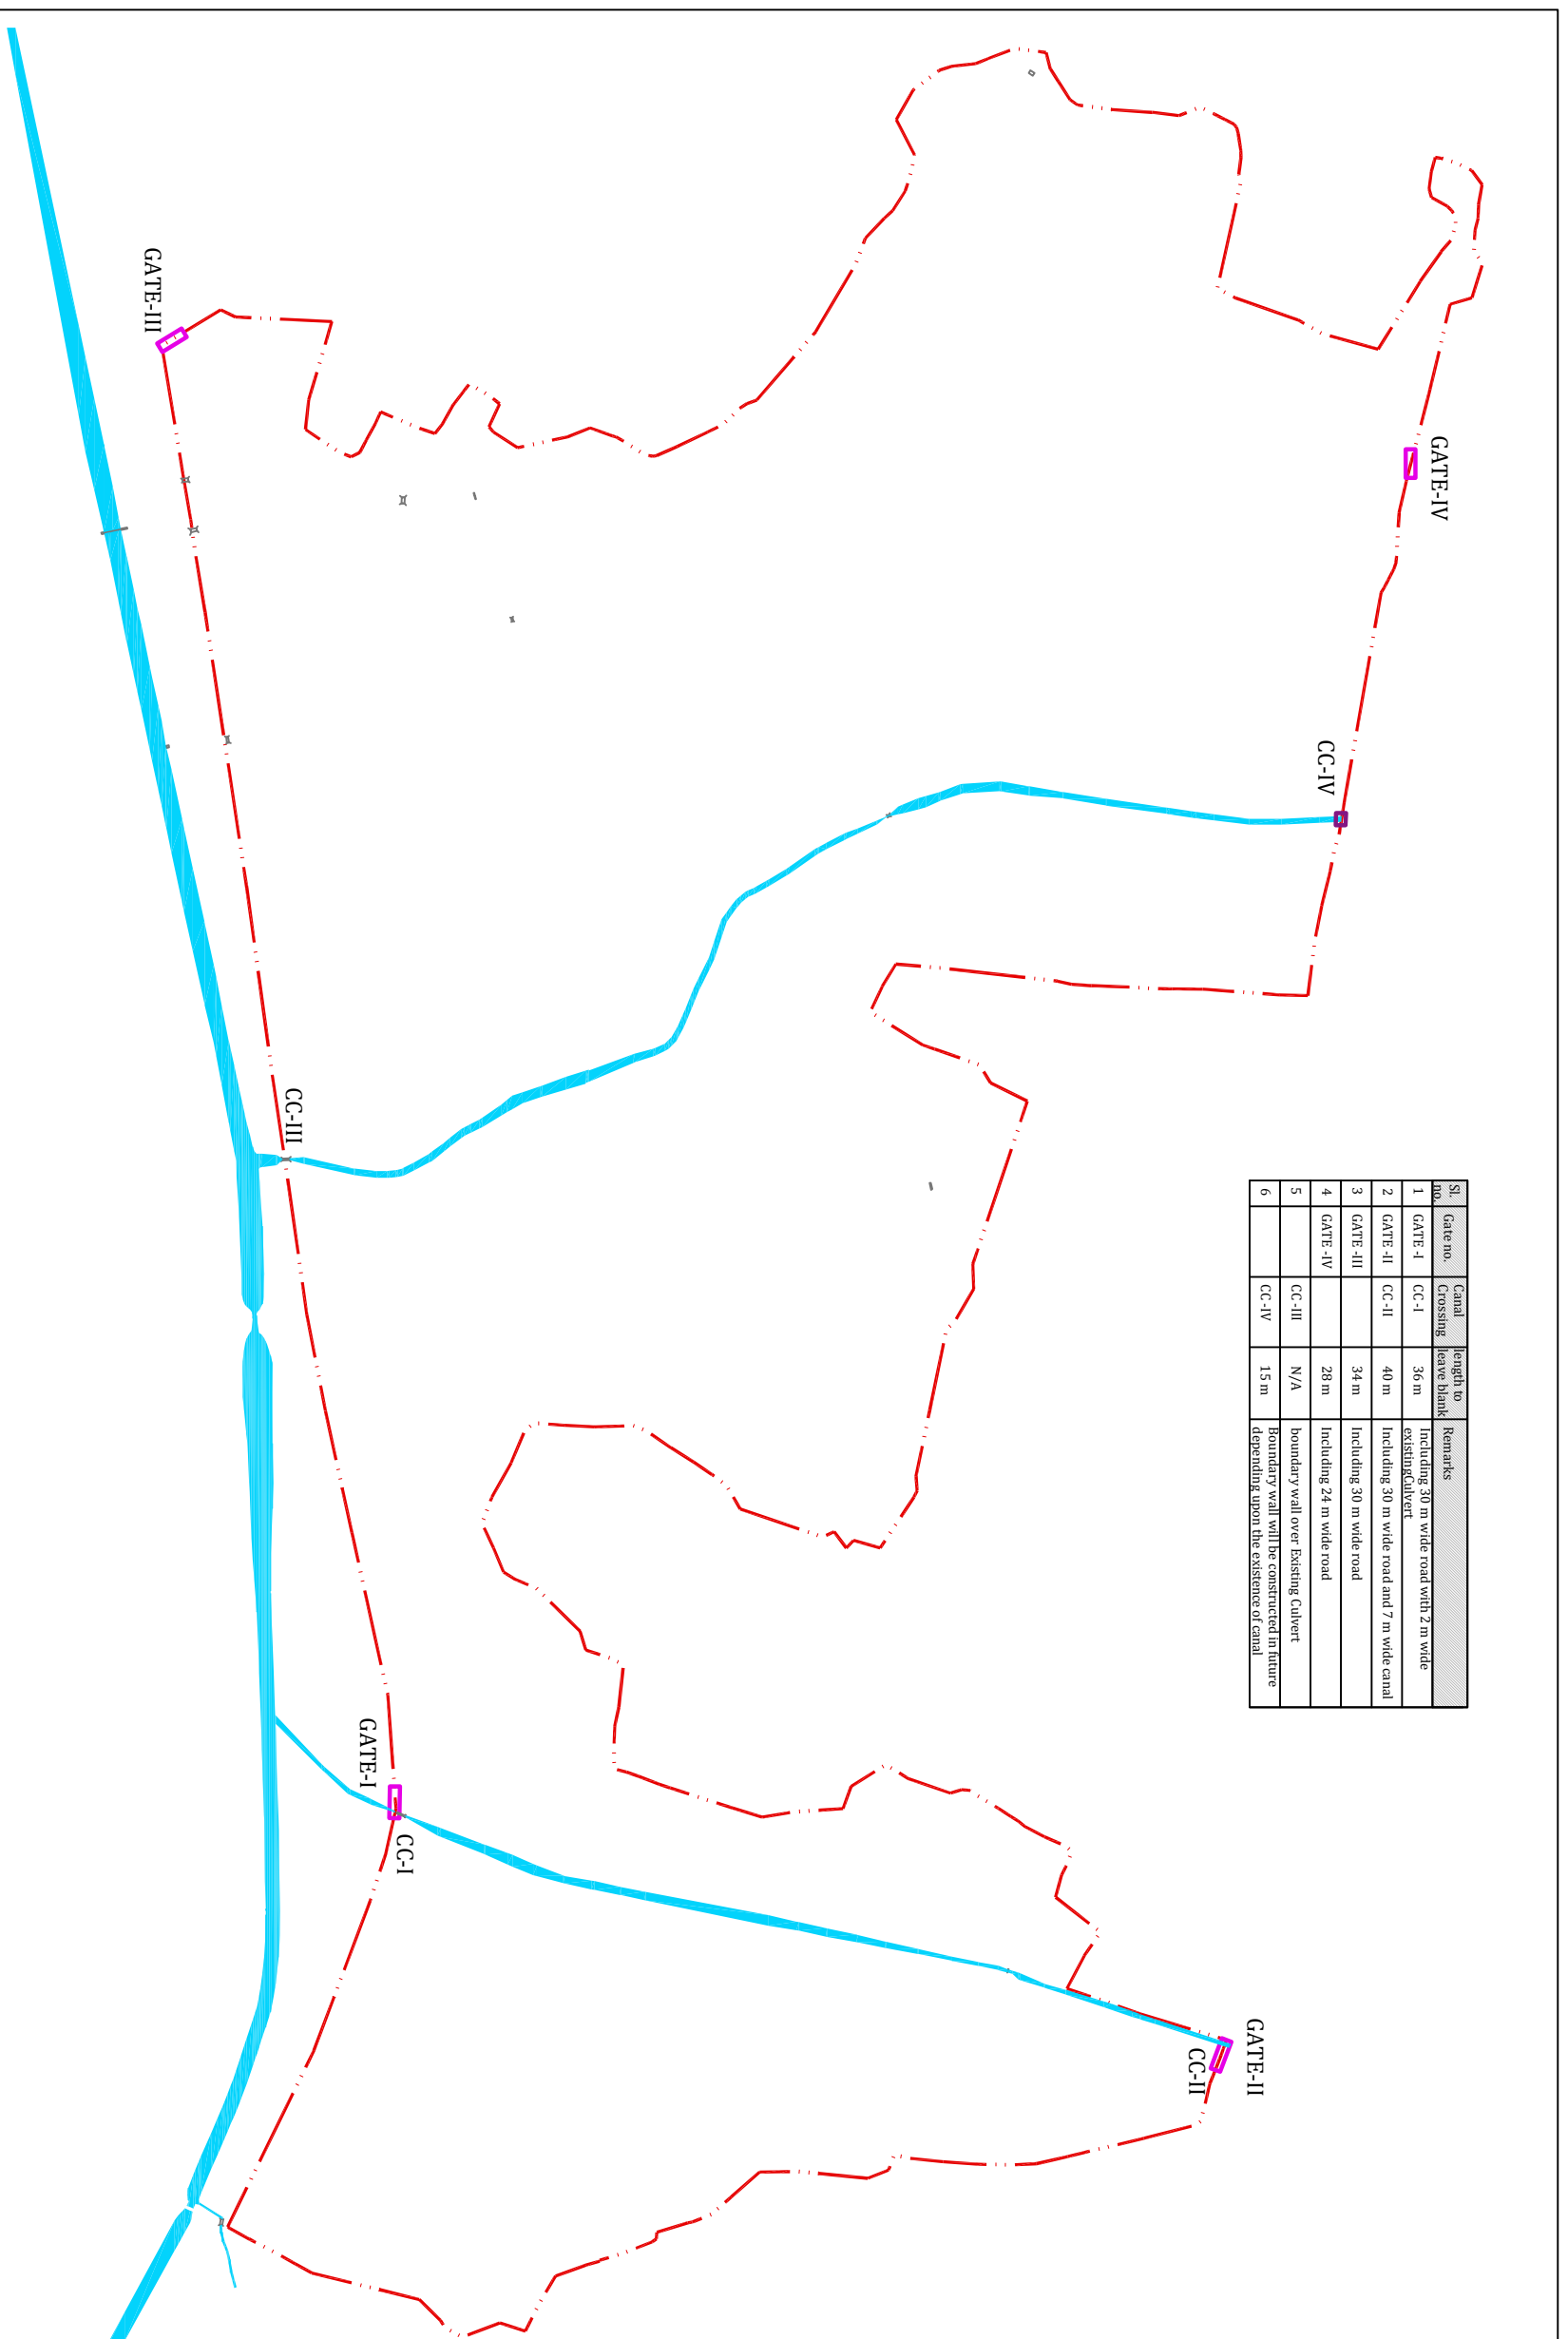 GATE-IV
CC-IV
GATE-III
CC-III
GATE-I
CC-I
GATE-II
CC-II
Sl. no. Gate no. Canal Crossing length to leave blank Remarks
1 GATE -I CC-I 36 m Including 30 m wide road with 2 m wide
existingCulvert
2 GATE -II CC-II 40 m Including 30 m wide road and 7 m wide canal
3 GATE -III 34 m Including 30 m wide road
4 GATE -IV 28 m Including 24 m wide road
5 CC-III N/A boundary wall over Existing Culvert
6 CC-IV 15 m Boundary wall will be constructed in future
depending upon the existence of canal